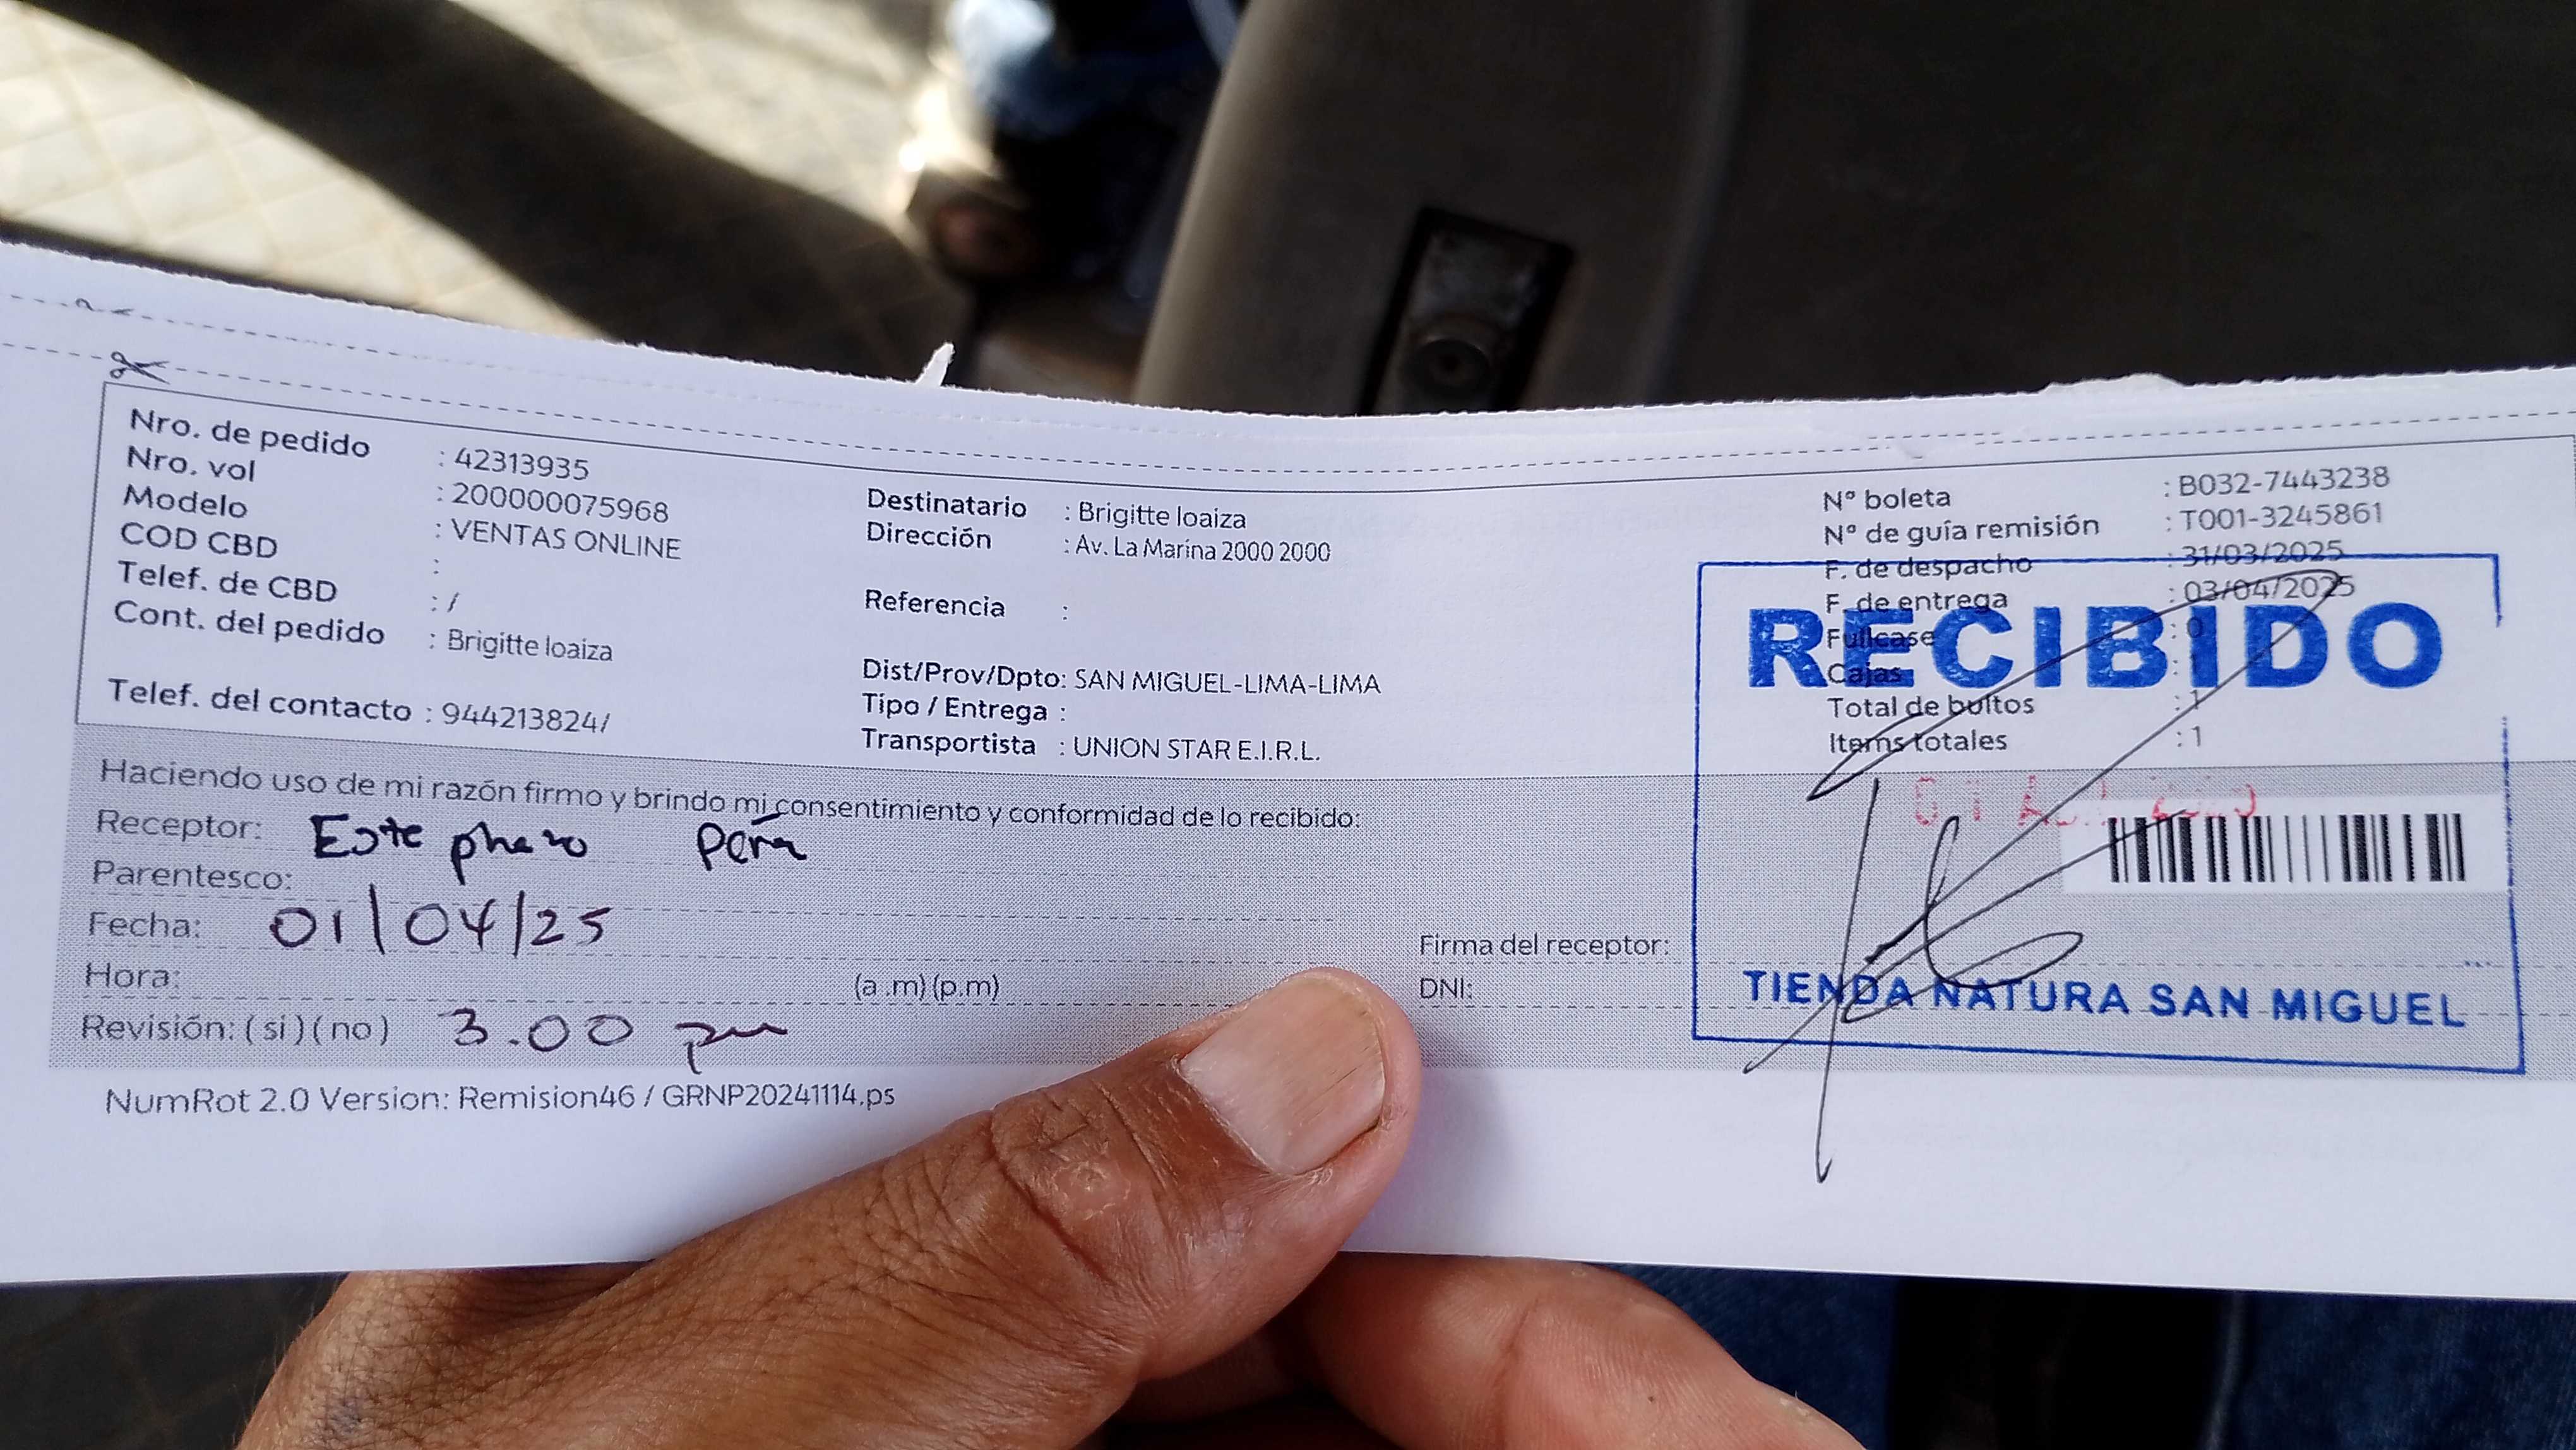 Nro. de pedido : 42313935
Nro. vol : 200000075968
Modelo : VENTAS ONLINE
COD CBD :
Telef. de CBD : /
Cont. del pedido : Brigitte loaiza
Telef. del contacto : 944213824/
Destinatario : Brigitte loaiza
Dirección : Av. La Marina 2000 2000
Referencia :
Dist/Prov/Dpto: SAN MIGUEL-LIMA-LIMA
Tipo / Entrega :
Transportista : UNION STAR E.I.R.L.
N° boleta : B032-7443238
N° de guía remisión : T001-3245861
F. de despacho : 31/03/2025
F. de entrega : 03/04/2025
Fullcase : 0
Cajas : 1
Total de bultos : 1
Items totales : 1
RECIBIDO
TIENDA NATURA SAN MIGUEL
Haciendo uso de mi razón firmo y brindo mi consentimiento y conformidad de lo recibido:
Receptor:
Parentesco:
Fecha: 01/04/25
Hora: (a .m) (p.m)
Revisión: ( si ) ( no ) 3.00 pm
Firma del receptor:
DNI:
NumRot 2.0 Version: Remision46 / GRNP20241114.ps